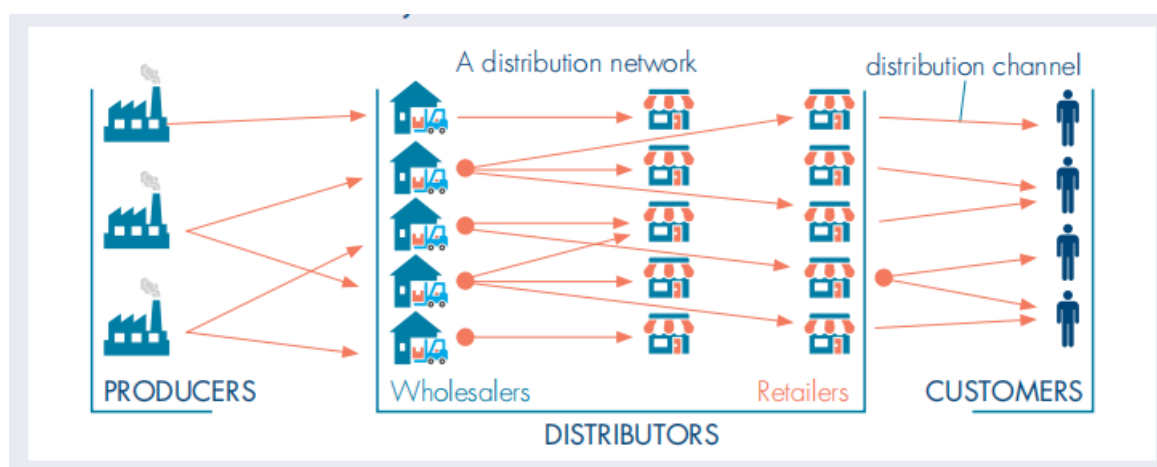 A distribution network
distribution channel
PRODUCERS
Wholesalers
Retailers
CUSTOMERS
DISTRIBUTORS